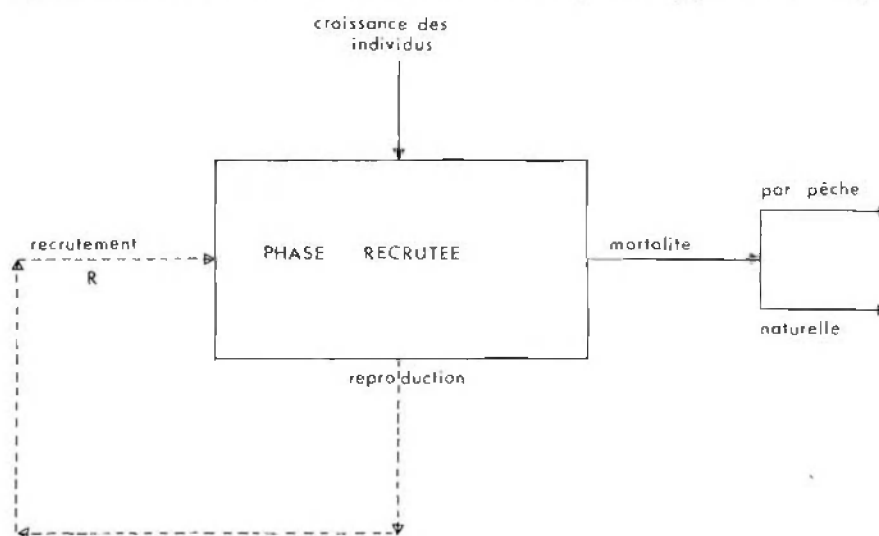 croissance des
individus
par pêche
recrutement
PHASE RECRUTEE
mortalite
R
naturelle
reproduction